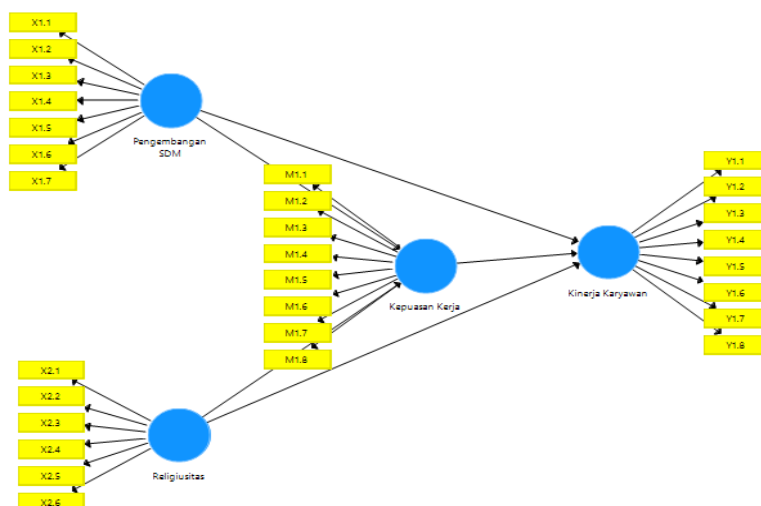 X1.1
X1.2
X1.3
X1.4
X1.5
X1.6
X1.7
Pengembangan
SDM
M1.1
M1.2
M1.3
M1.4
M1.5
M1.6
M1.7
M1.8
Kepuasan Kerja
Y1.1
Y1.2
Y1.3
Y1.4
Y1.5
Y1.6
Y1.7
Y1.8
Kinerja Karyawan
X2.1
X2.2
X2.3
X2.4
X2.5
X2.6
Religiusitas